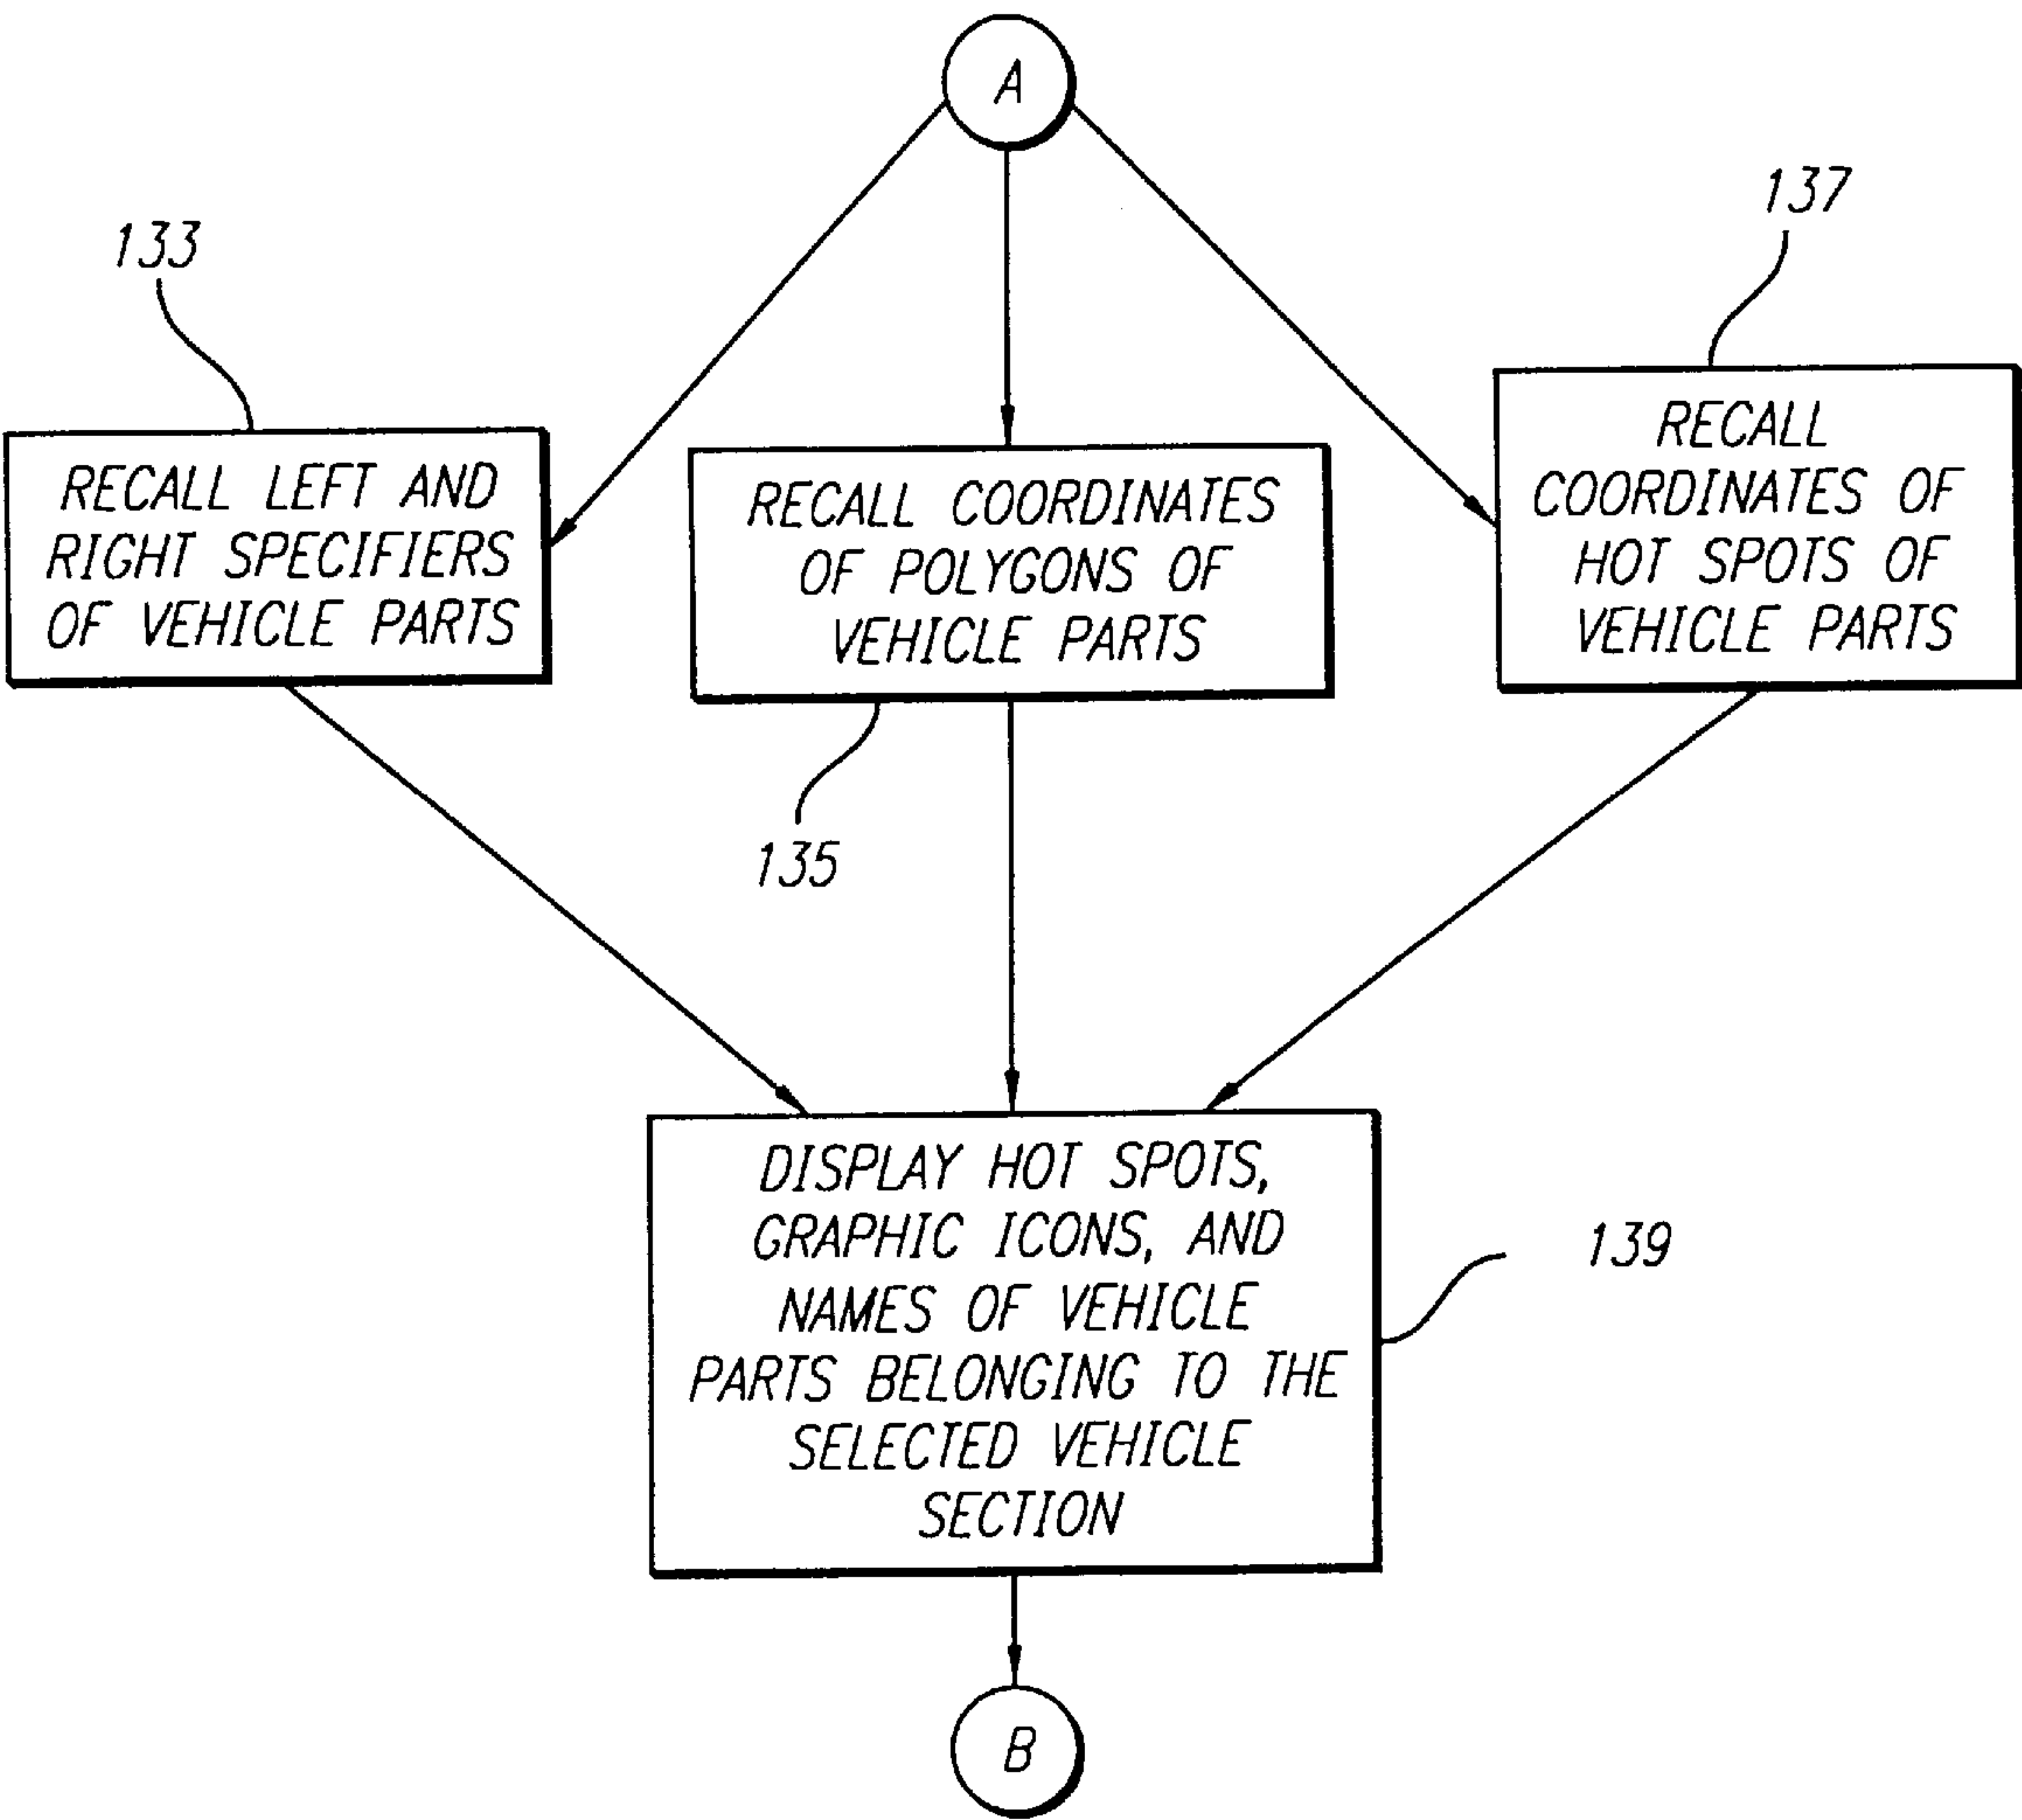 A
133
137
RECALL LEFT AND
RIGHT SPECIFIERS
OF VEHICLE PARTS
RECALL COORDINATES
OF POLYGONS OF
VEHICLE PARTS
RECALL
COORDINATES OF
HOT SPOTS OF
VEHICLE PARTS
135
DISPLAY HOT SPOTS,
GRAPHIC ICONS, AND
NAMES OF VEHICLE
PARTS BELONGING TO THE
SELECTED VEHICLE
SECTION
139
B